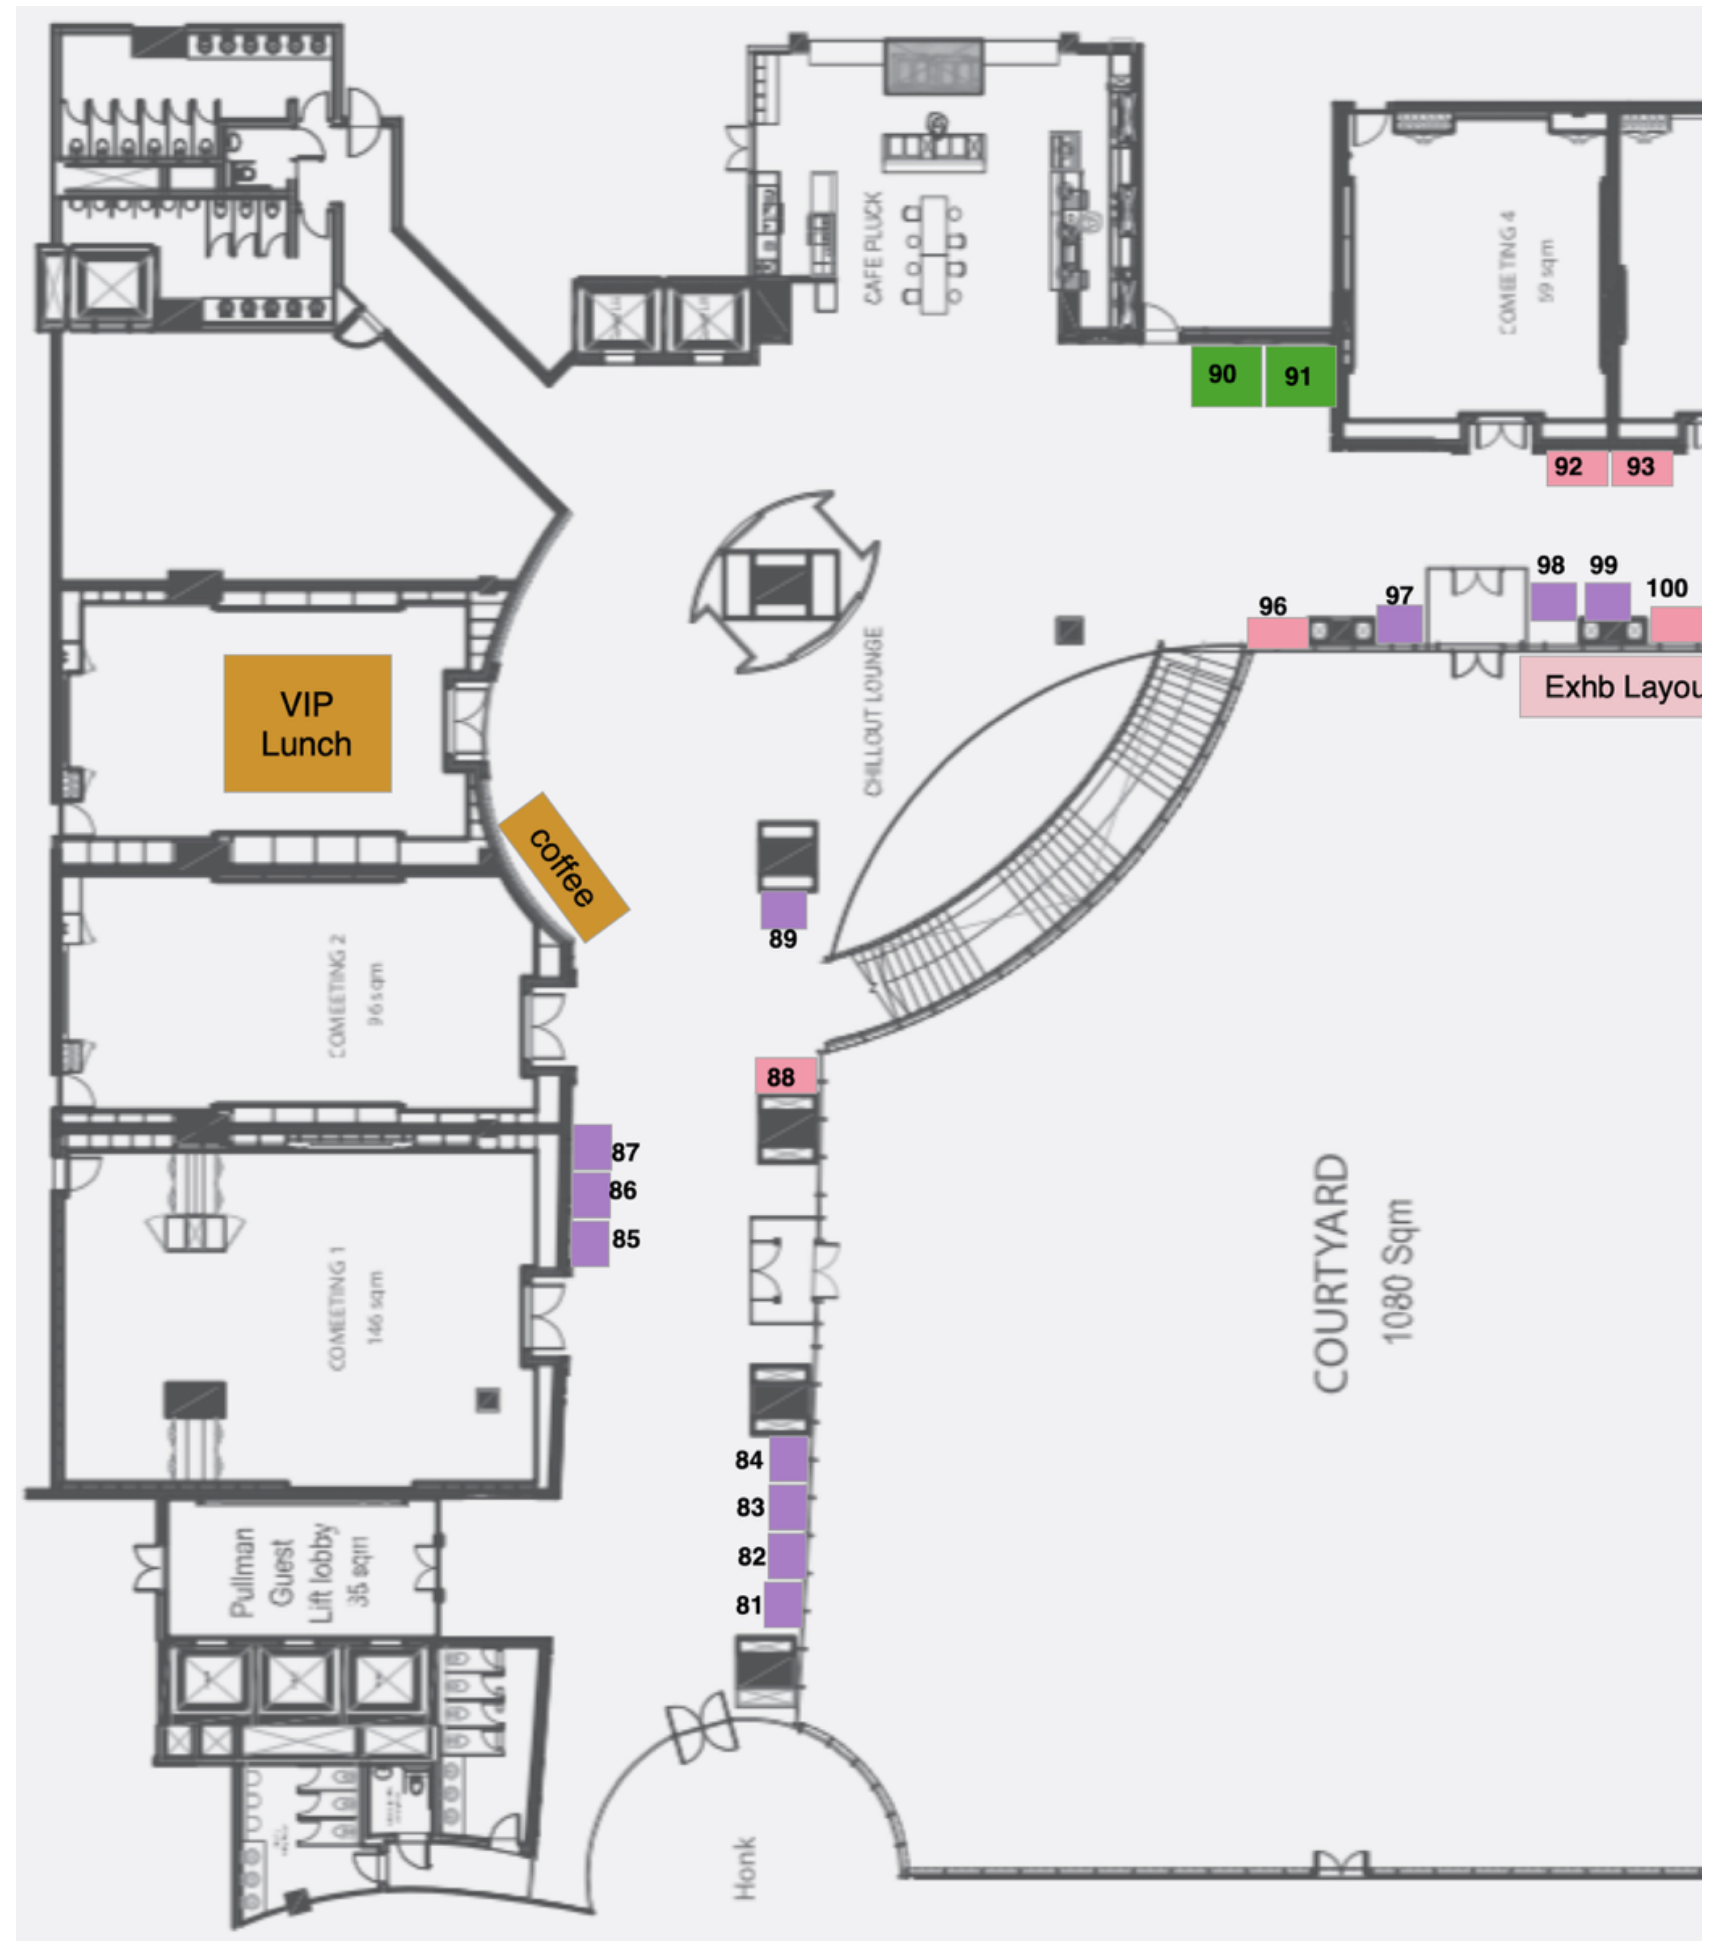 CAFE PLUCK
COMEETING 4
59 sqm
90
91
92
93
98
99
100
97
96
Exhb Layou
CHILLOUT LOUNGE
VIP
Lunch
coffee
89
COMEETING 2
96 sqm
88
87
86
85
COMEETING 1
146 sqm
COURTYARD
1080 Sqm
84
83
82
81
Pullman
Guest
Lift lobby
35 sqm
Honk